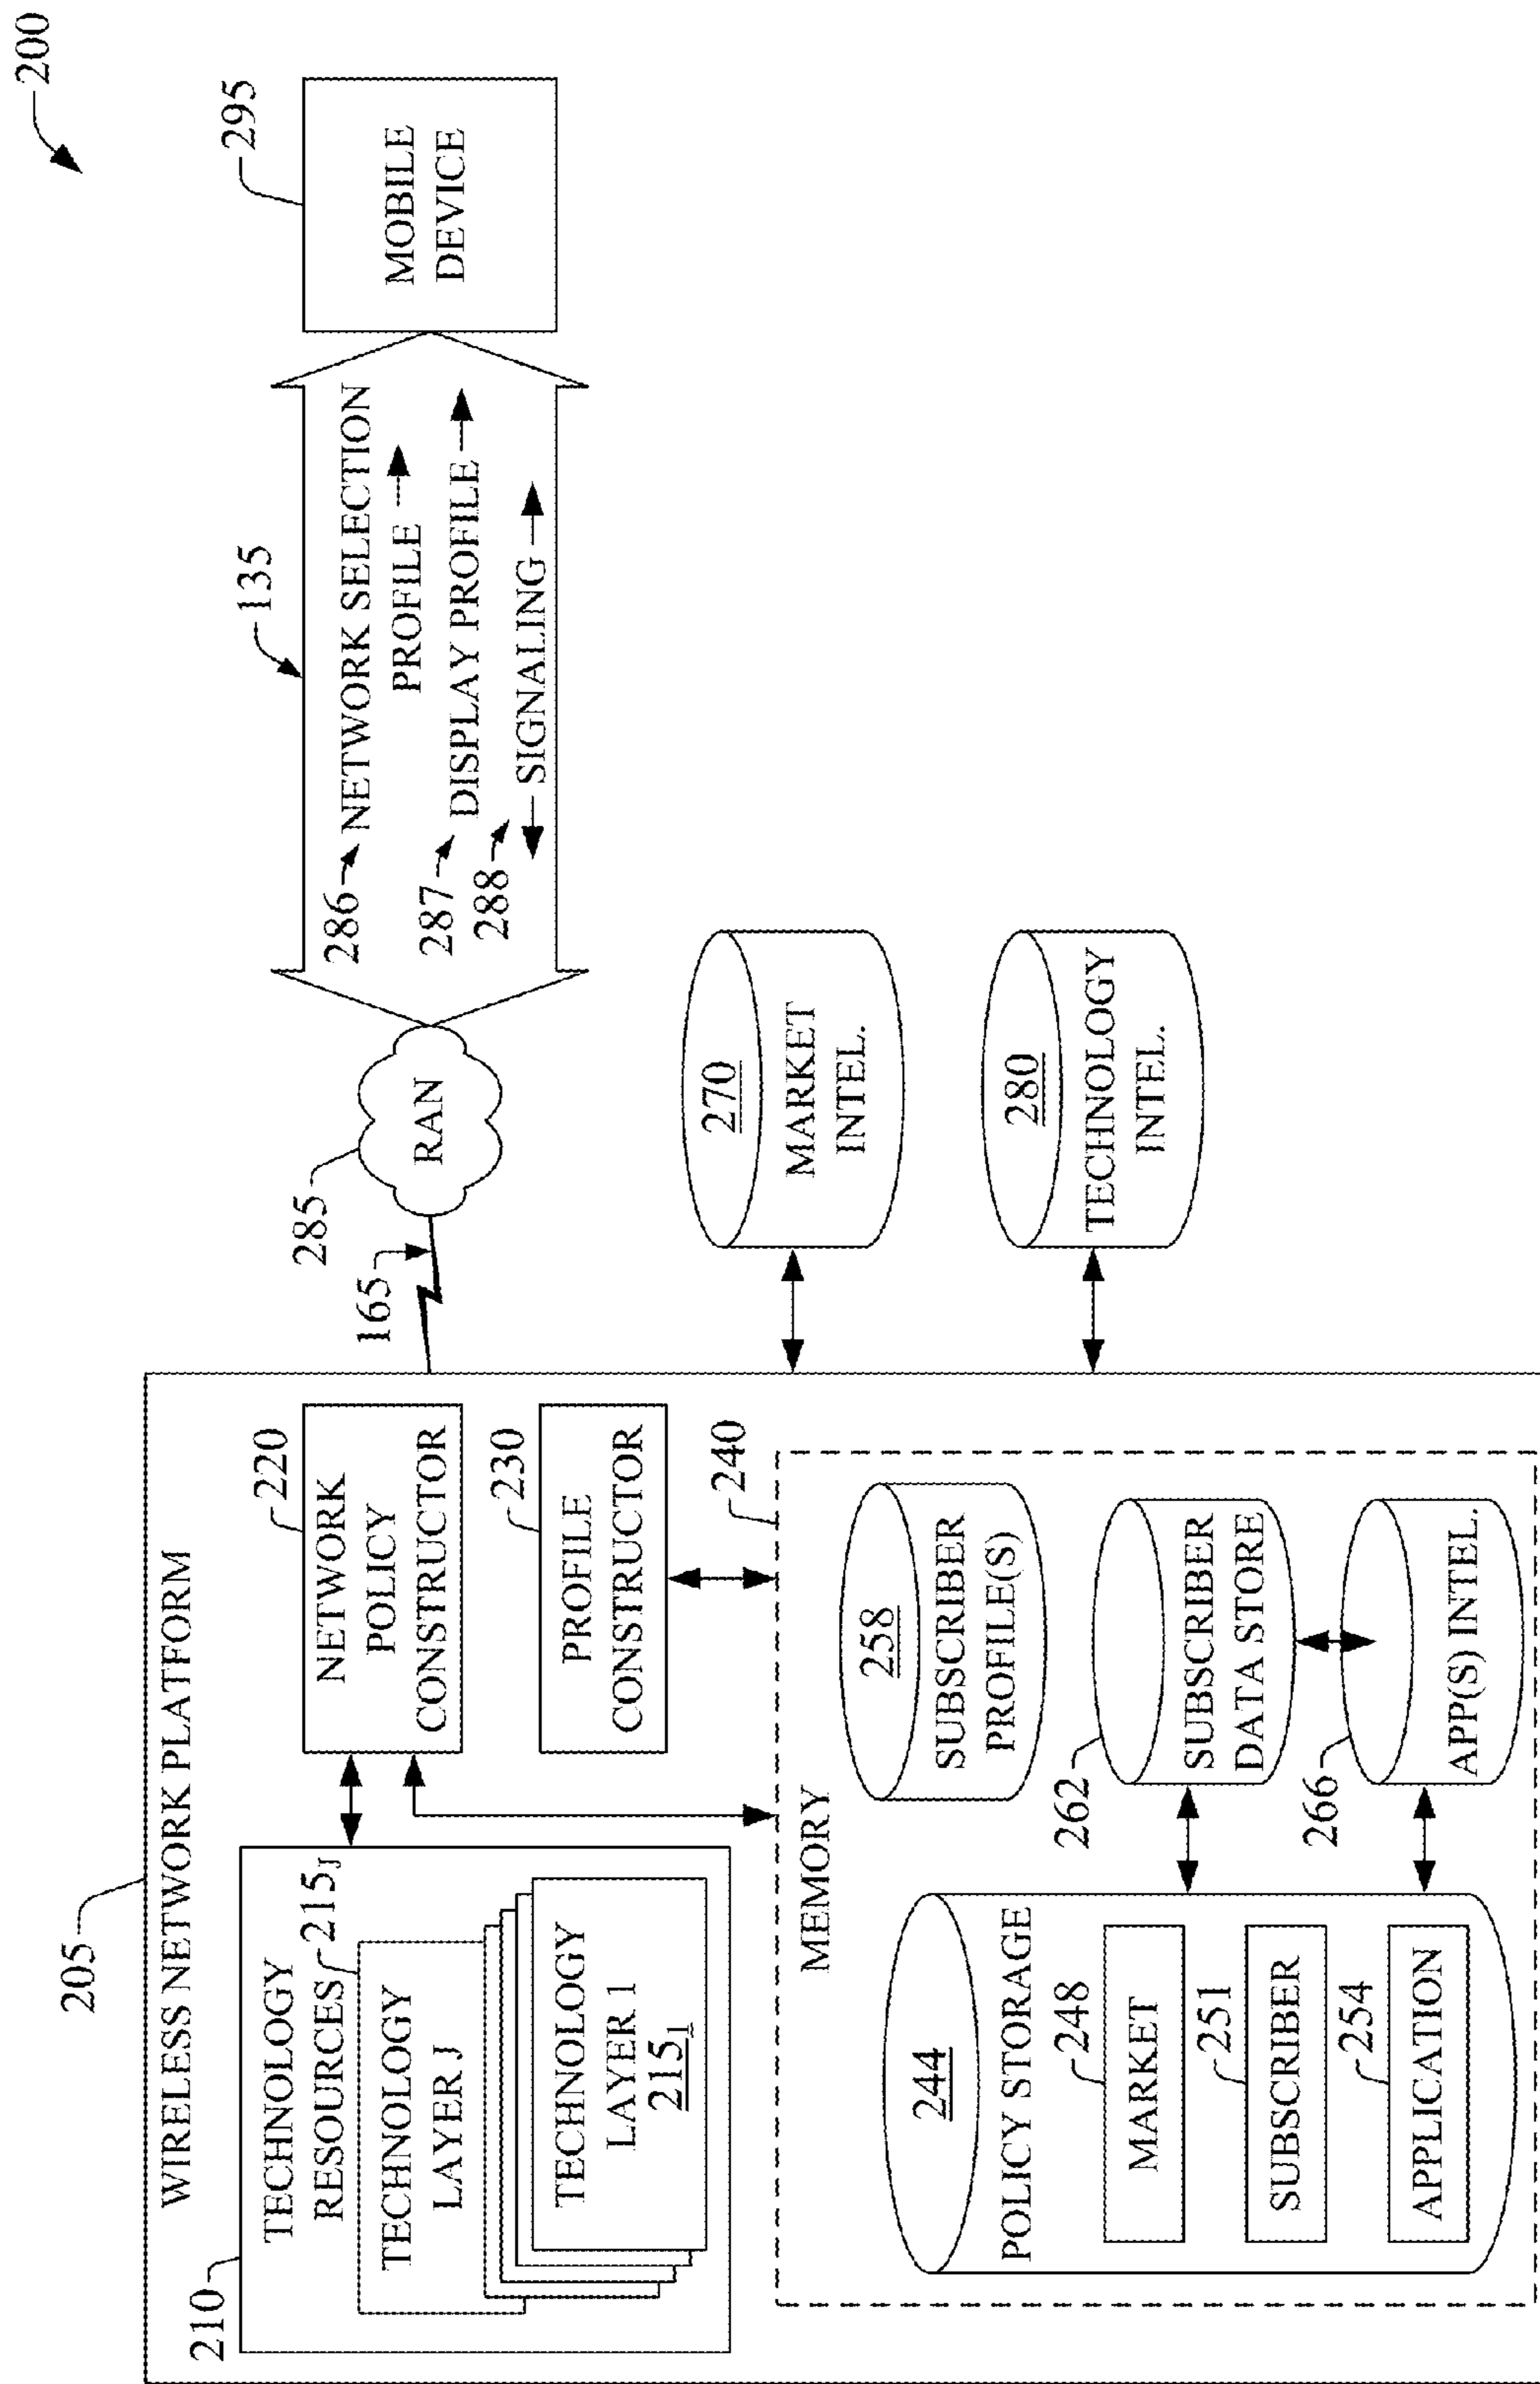 200
205
WIRELESS NETWORK PLATFORM
210
TECHNOLOGY
RESOURCES
215J
TECHNOLOGY
LAYER J
TECHNOLOGY
LAYER 1
2151
220
NETWORK
POLICY
CONSTRUCTOR
230
PROFILE
CONSTRUCTOR
240
MEMORY
244
POLICY STORAGE
248
MARKET
251
SUBSCRIBER
254
APPLICATION
258
SUBSCRIBER
PROFILE(S)
262
SUBSCRIBER
DATA STORE
266
APP(S) INTEL.
165
285
RAN
270
MARKET
INTEL.
280
TECHNOLOGY
INTEL.
135
286
NETWORK SELECTION
PROFILE
287
DISPLAY PROFILE
288
SIGNALING
295
MOBILE
DEVICE